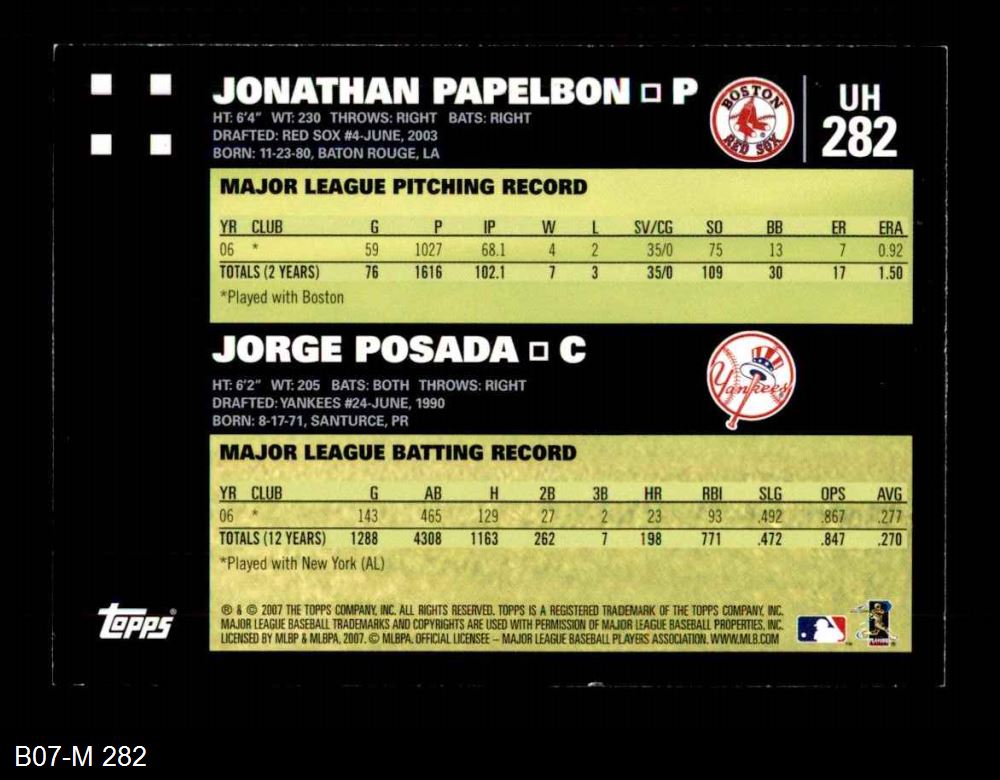 JONATHAN PAPELBON □ P
HT: 6'4" WT: 230 THROWS: RIGHT BATS: RIGHT
DRAFTED: RED SOX #4-JUNE, 2003
BORN: 11-23-80, BATON ROUGE, LA
BOSTON
RED SOX
UH
282
MAJOR LEAGUE PITCHING RECORD
YR CLUB G P IP W L SV/CG SO BB ER ERA
06 * 59 1027 68.1 4 2 35/0 75 13 7 0.92
TOTALS (2 YEARS) 76 1616 102.1 7 3 35/0 109 30 17 1.50
*Played with Boston
JORGE POSADA □ C
HT: 6'2" WT: 205 BATS: BOTH THROWS: RIGHT
DRAFTED: YANKEES #24-JUNE, 1990
BORN: 8-17-71, SANTURCE, PR
Yankees
MAJOR LEAGUE BATTING RECORD
YR CLUB G AB H 2B 3B HR RBI SLG OPS AVG
06 * 143 465 129 27 2 23 93 .492 .867 .277
TOTALS (12 YEARS) 1288 4308 1163 262 7 198 771 .472 .847 .270
*Played with New York (AL)
topps®
® & © 2007 THE TOPPS COMPANY, INC. ALL RIGHTS RESERVED. TOPPS IS A REGISTERED TRADEMARK OF THE TOPPS COMPANY, INC.
MAJOR LEAGUE BASEBALL TRADEMARKS AND COPYRIGHTS ARE USED WITH PERMISSION OF MAJOR LEAGUE BASEBALL PROPERTIES, INC.
LICENSED BY MLBP & MLBPA, 2007. © MLBPA. OFFICIAL LICENSEE – MAJOR LEAGUE BASEBALL PLAYERS ASSOCIATION. WWW.MLB.COM
B07-M 282